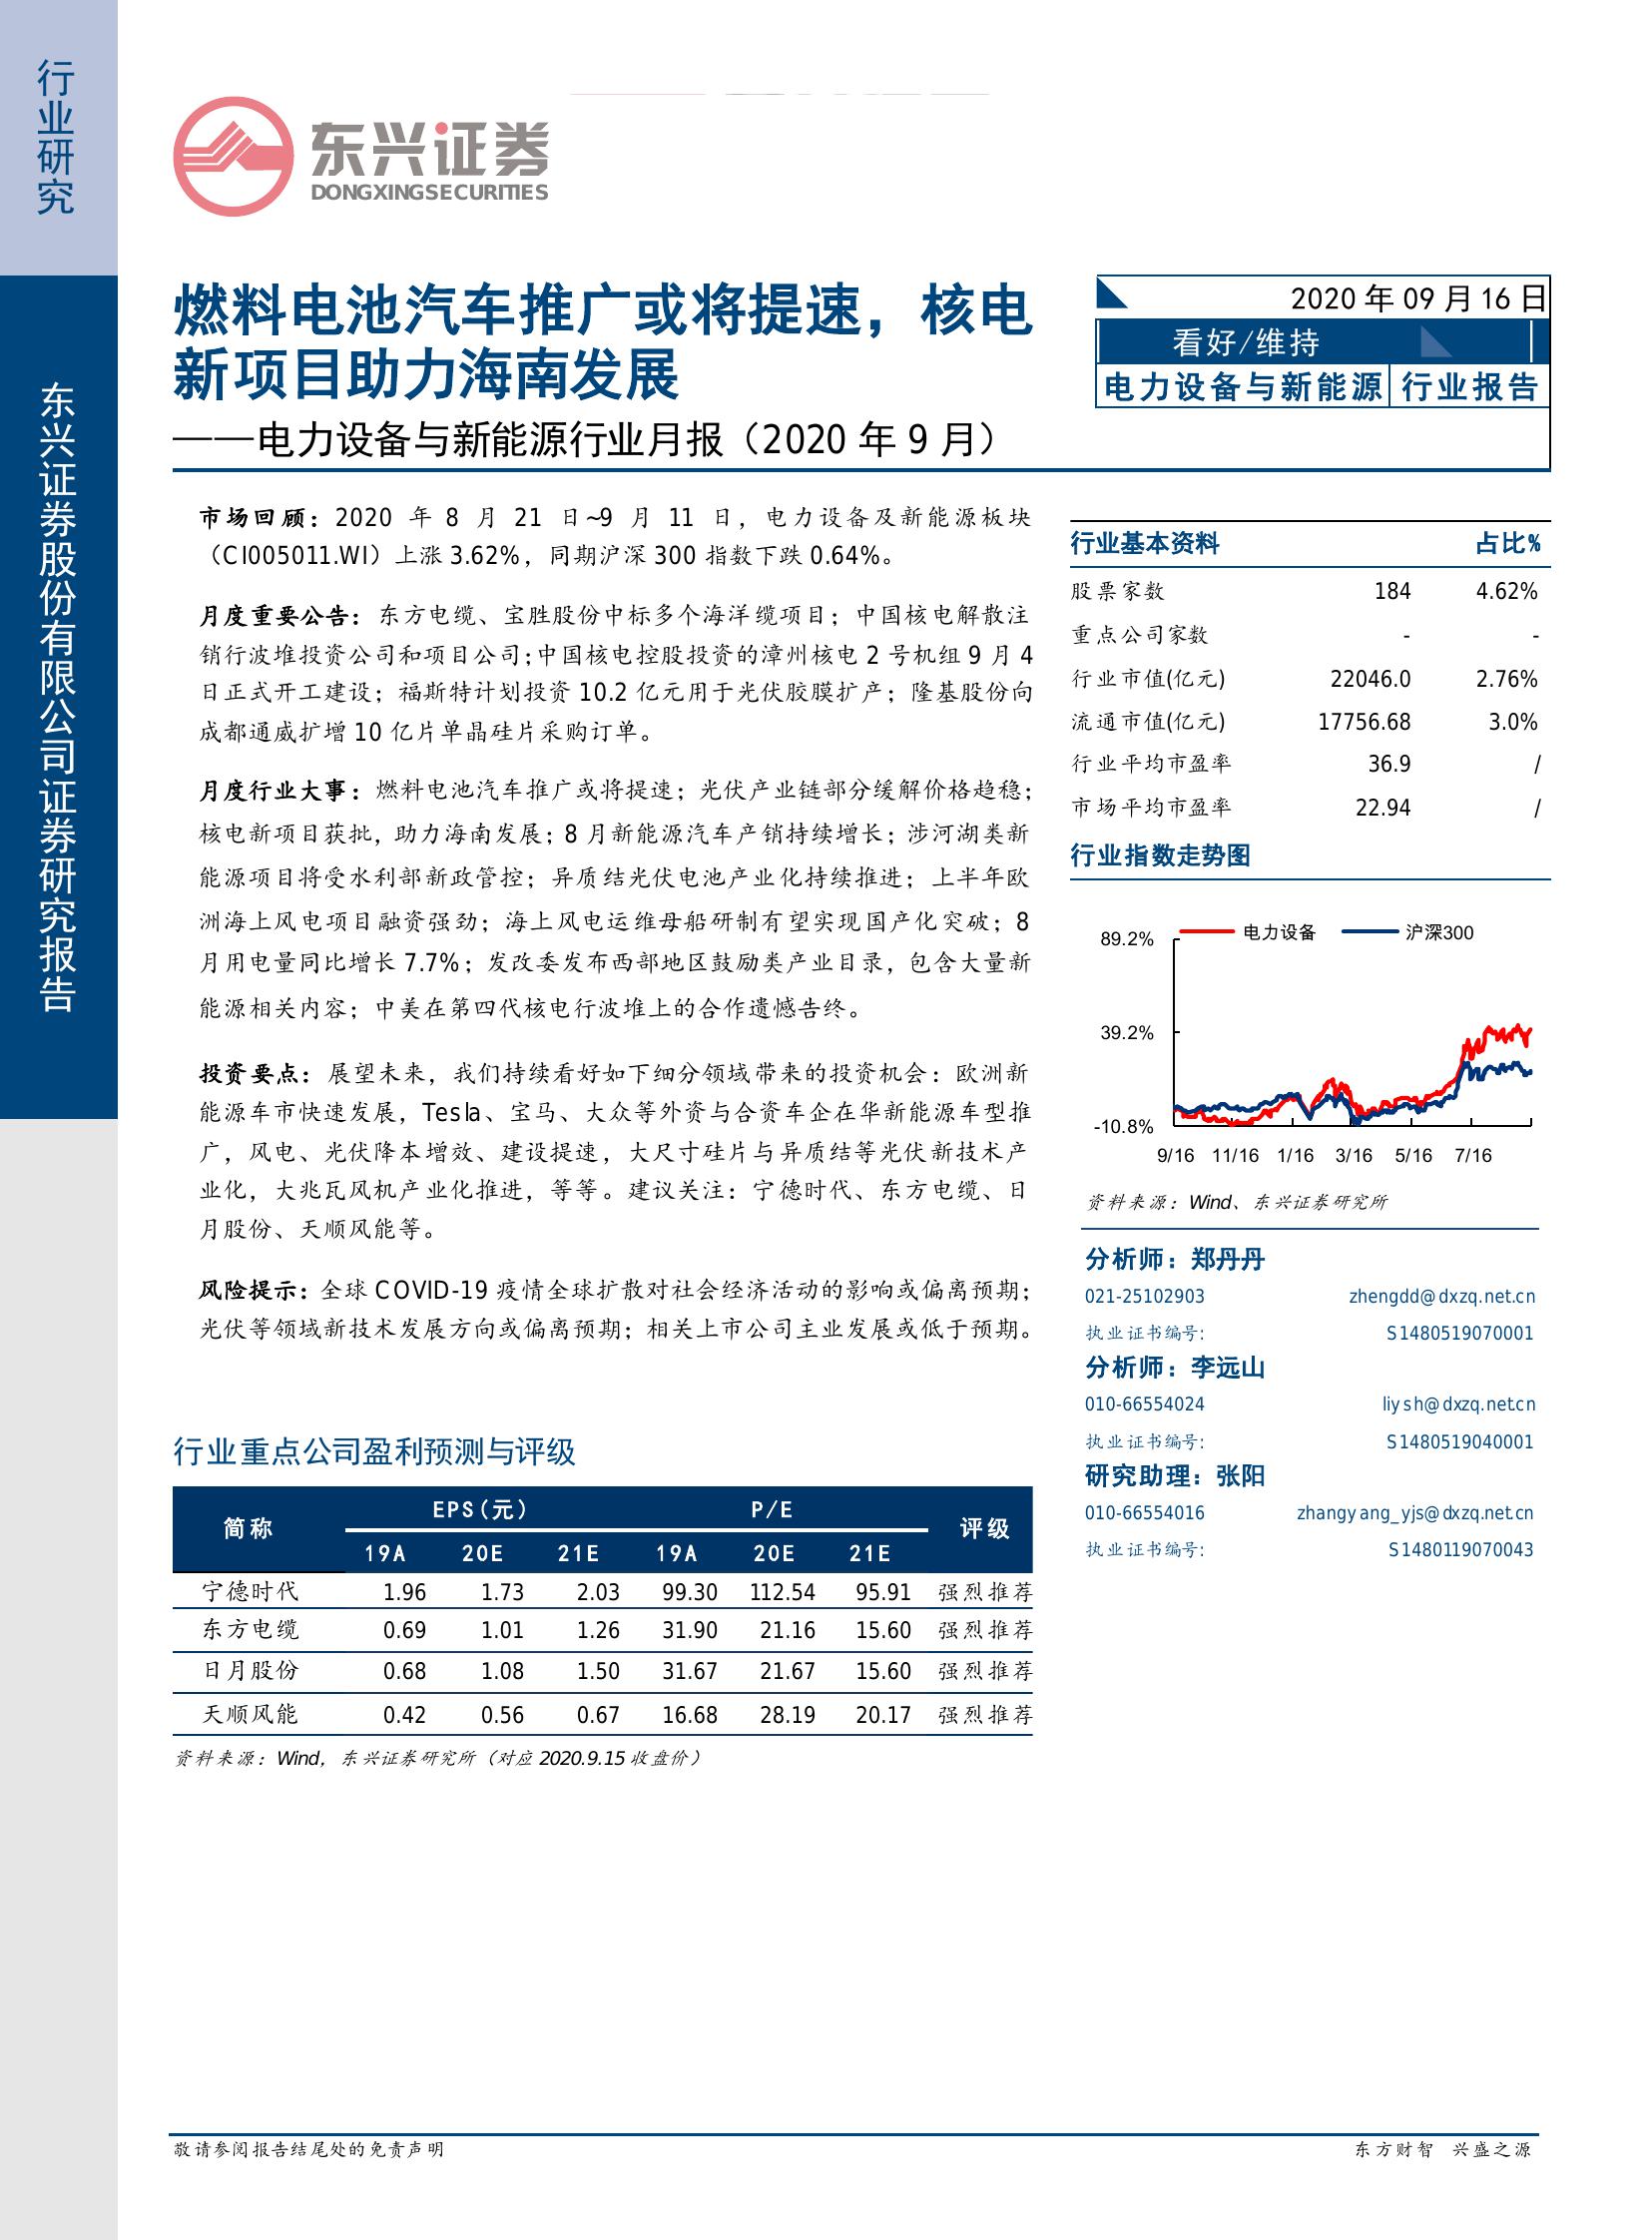 行业研究
东兴证券股份有限公司证券研究报告
东兴证券
DONGXINGSECURITIES
燃料电池汽车推广或将提速，核电
新项目助力海南发展
——电力设备与新能源行业月报（2020 年 9 月）
2020 年 09 月 16 日
看好/维持
电力设备与新能源 行业报告
市场回顾：2020 年 8 月 21 日~9 月 11 日，电力设备及新能源板块
（CI005011.WI）上涨 3.62%，同期沪深 300 指数下跌 0.64%。
月度重要公告：东方电缆、宝胜股份中标多个海洋缆项目；中国核电解散注
销行波堆投资公司和项目公司;中国核电控股投资的漳州核电 2 号机组 9 月 4
日正式开工建设；福斯特计划投资 10.2 亿元用于光伏胶膜扩产；隆基股份向
成都通威扩增 10 亿片单晶硅片采购订单。
月度行业大事：燃料电池汽车推广或将提速；光伏产业链部分缓解价格趋稳；
核电新项目获批，助力海南发展；8 月新能源汽车产销持续增长；涉河湖类新
能源项目将受水利部新政管控；异质结光伏电池产业化持续推进；上半年欧
洲海上风电项目融资强劲；海上风电运维母船研制有望实现国产化突破；8
月用电量同比增长 7.7%；发改委发布西部地区鼓励类产业目录，包含大量新
能源相关内容；中美在第四代核电行波堆上的合作遗憾告终。
投资要点：展望未来，我们持续看好如下细分领域带来的投资机会：欧洲新
能源车市快速发展，Tesla、宝马、大众等外资与合资车企在华新能源车型推
广，风电、光伏降本增效、建设提速，大尺寸硅片与异质结等光伏新技术产
业化，大兆瓦风机产业化推进，等等。建议关注：宁德时代、东方电缆、日
月股份、天顺风能等。
风险提示：全球 COVID-19 疫情全球扩散对社会经济活动的影响或偏离预期；
光伏等领域新技术发展方向或偏离预期；相关上市公司主业发展或低于预期。
行业重点公司盈利预测与评级
简称 EPS(元) P/E 评级
19A 20E 21E 19A 20E 21E
宁德时代 1.96 1.73 2.03 99.30 112.54 95.91 强烈推荐
东方电缆 0.69 1.01 1.26 31.90 21.16 15.60 强烈推荐
日月股份 0.68 1.08 1.50 31.67 21.67 15.60 强烈推荐
天顺风能 0.42 0.56 0.67 16.68 28.19 20.17 强烈推荐
资料来源：Wind，东兴证券研究所（对应 2020.9.15 收盘价）
行业基本资料 占比%
股票家数 184 4.62%
重点公司家数 - -
行业市值(亿元) 22046.0 2.76%
流通市值(亿元) 17756.68 3.0%
行业平均市盈率 36.9 /
市场平均市盈率 22.94 /
行业指数走势图
电力设备 沪深300
89.2%
39.2%
-10.8%
9/16 11/16 1/16 3/16 5/16 7/16
资料来源：Wind、东兴证券研究所
分析师：郑丹丹
021-25102903 zhengdd@dxzq.net.cn
执业证书编号: S1480519070001
分析师：李远山
010-66554024 liysh@dxzq.net.cn
执业证书编号: S1480519040001
研究助理：张阳
010-66554016 zhangyang_yjs@dxzq.net.cn
执业证书编号: S1480119070043
敬请参阅报告结尾处的免责声明
东方财智 兴盛之源